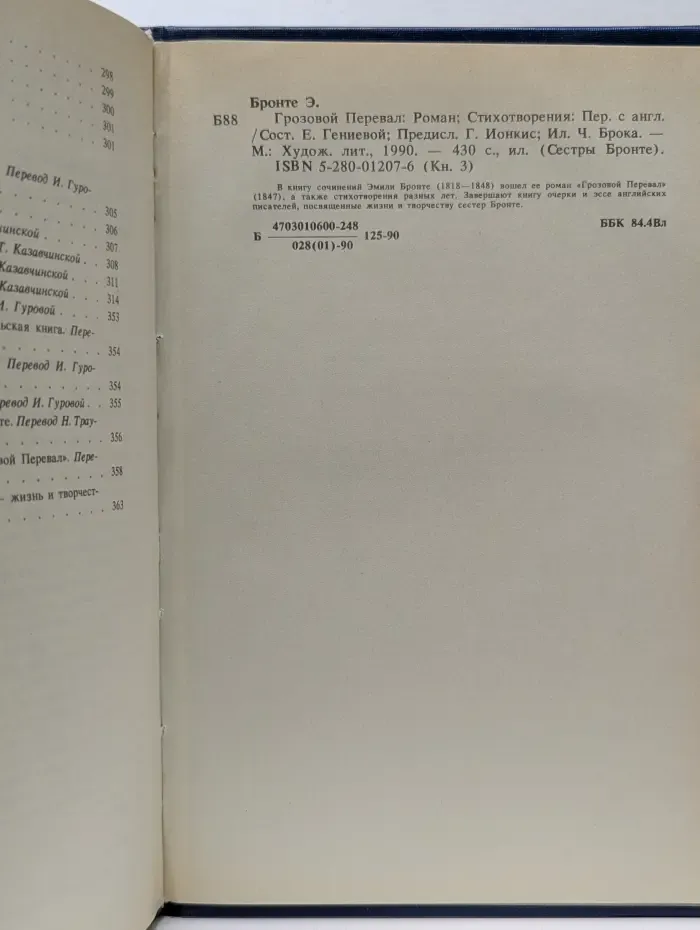 298
299
300
301
301
Перевод И. Гуро-
305
306
307
Г. Казавчинской . 308
Казавчинской . . . 311
Казавчинской . . . 314
И. Гуровой . . . . 353
ьская книга. Пере-
354
Перевод И. Гуро-
354
ревод И. Гуровой . . 355
те. Перевод Н. Трау-
356
вой Перевал». Пере-
358
— жизнь и творчест-
363
Бронте Э.
Б88 Грозовой Перевал: Роман; Стихотворения: Пер. с англ.
/Сост. Е. Гениевой; Предисл. Г. Ионкис; Ил. Ч. Брока. —
М.: Худож. лит., 1990. — 430 с., ил. (Сестры Бронте).
ISBN 5-280-01207-6 (Кн. 3)
В книгу сочинений Эмили Бронте (1818—1848) вошел ее роман «Грозовой Перевал»
(1847), а также стихотворения разных лет. Завершают книгу очерки и эссе английских
писателей, посвященные жизни и творчеству сестер Бронте.
Б 4703010600-248 125-90 ББК 84.4Вл
028(01)-90